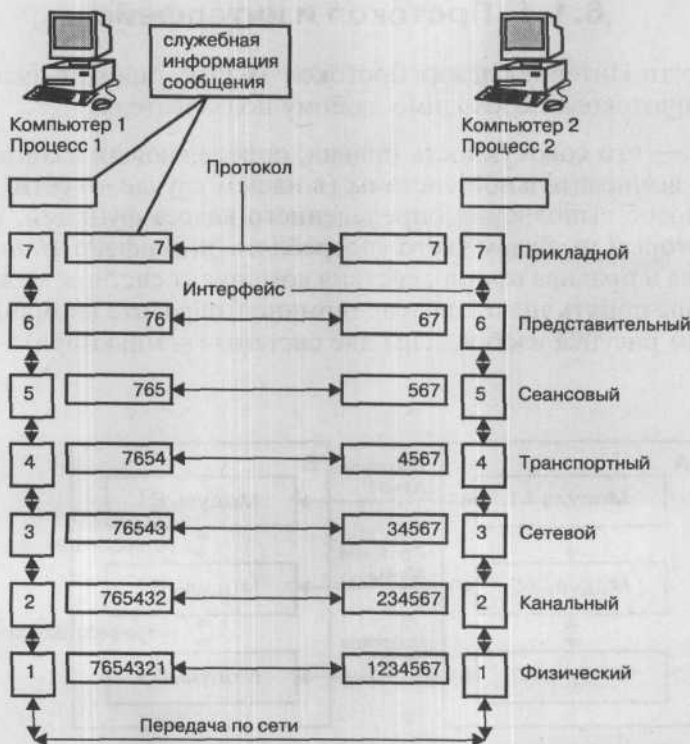 служебная
информация
сообщения
Компьютер 1
Процесс 1
Компьютер 2
Процесс 2
Протокол
7 7 7 7 Прикладной
Интерфейс
6 76 67 6 Представительный
5 765 567 5 Сеансовый
4 7654 4567 4 Транспортный
3 76543 34567 3 Сетевой
2 765432 234567 2 Канальный
1 7654321 1234567 1 Физический
Передача по сети